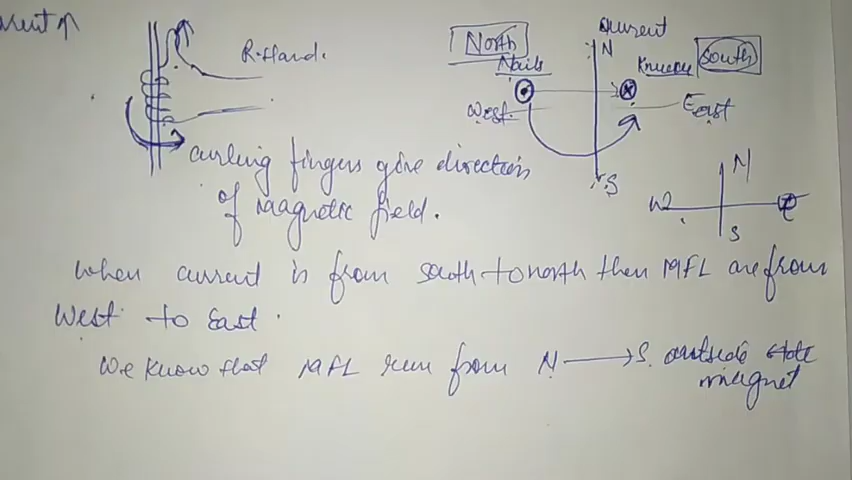 North
Current
N
R. Hand.
Nails
Knuckle
South
West
East
curling fingers give direction
of Magnetic field.
S
N
W
E
S
When current is from south to north then MFL are from
West to East.
We know that MFL run from N → S outside
magnet